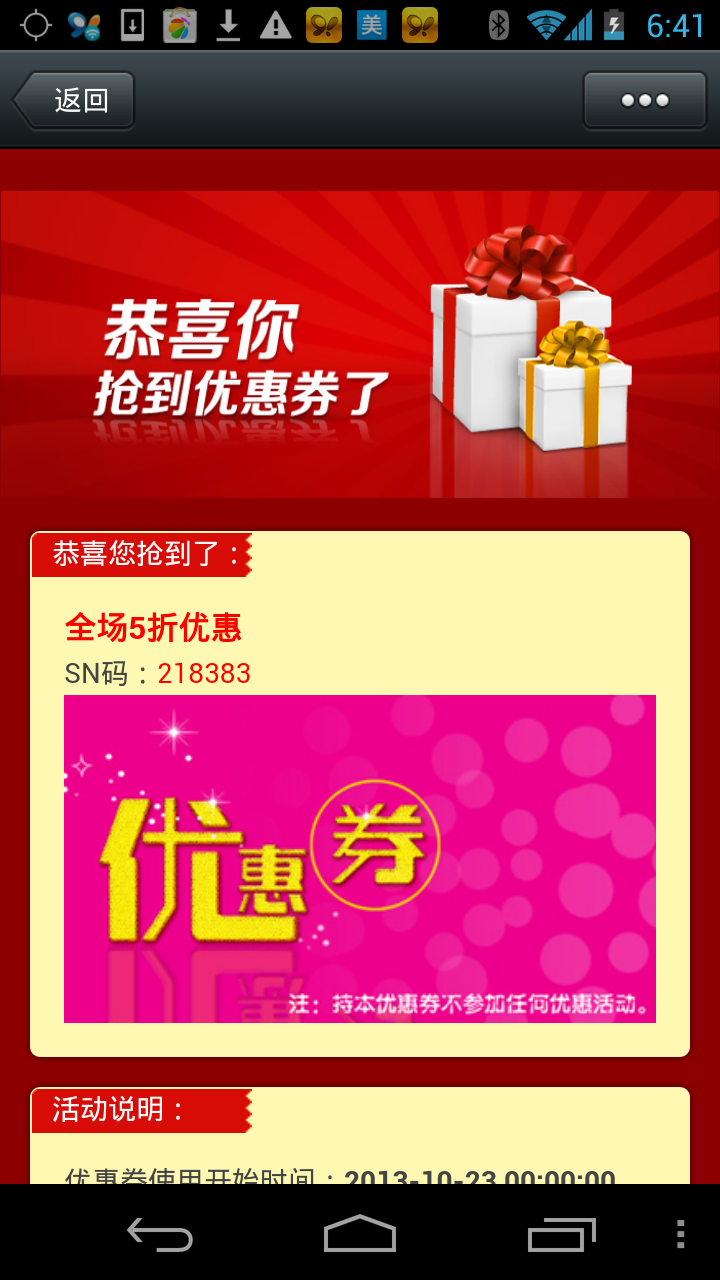 美
6:41
返回
恭喜你
抢到优惠券了
恭喜您抢到了：
全场5折优惠
SN码：218383
优惠券
注：持本优惠券不参加任何优惠活动。
活动说明：
优惠券使用开始时间：2013-10-23 00:00:00